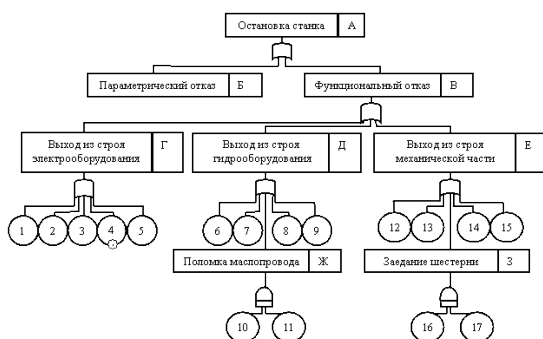 Остановка станка А
Параметрический отказ Б
Функциональный отказ В
Выход из строя
электрооборудования Г
Выход из строя
гидрооборудования Д
Выход из строя
механической части Е
1 2 3 4 5
6 7 8 9
12 13 14 15
Поломка маслопровода Ж
Заедание шестерни З
10 11
16 17